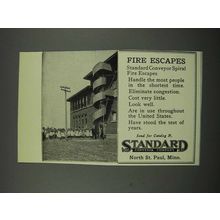 FIRE ESCAPES
Standard Conveyor Spiral
Fire Escapes
Handle the most people
in the shortest time.
Eliminate congestion.
Cost very little.
Look well.
Are in use throughout
the United States.
Have stood the test of
years.
Send for Catalog
STANDARD
North St. Paul, Minn.